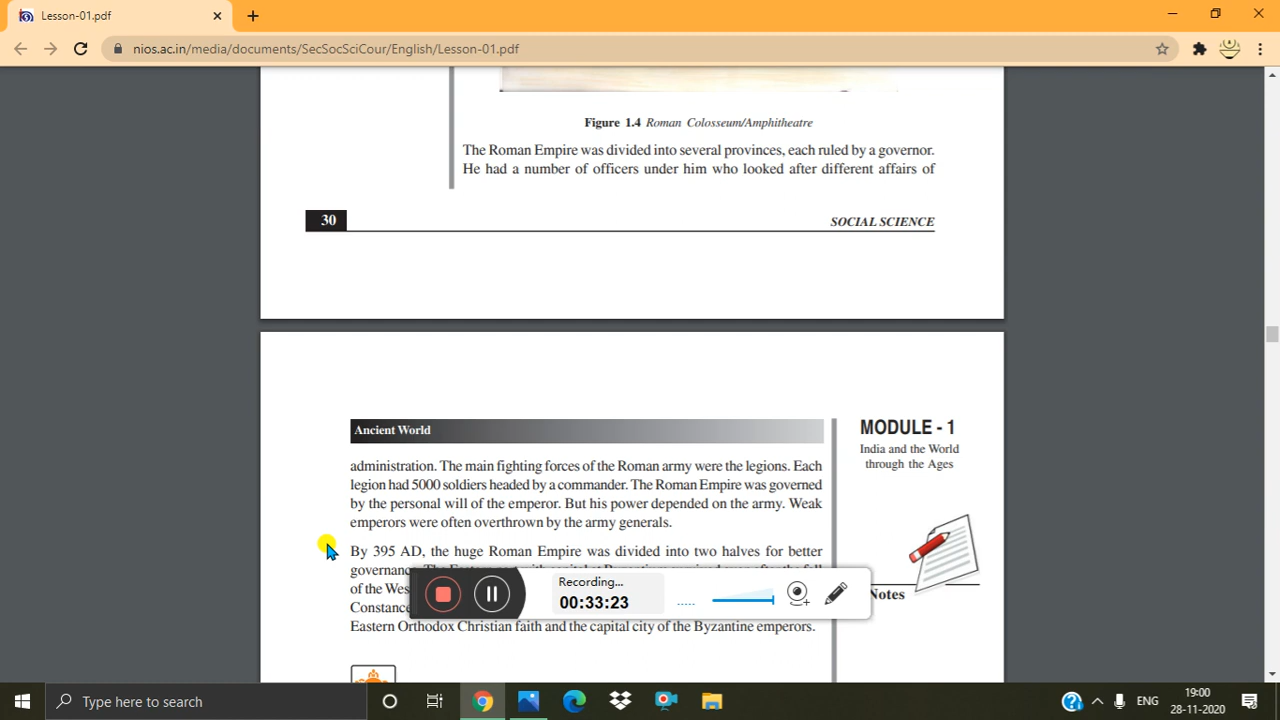 Lesson-01.pdf
nios.ac.in/media/documents/SecSocSciCour/English/Lesson-01.pdf
Figure 1.4 Roman Colosseum/Amphitheatre
The Roman Empire was divided into several provinces, each ruled by a governor.
He had a number of officers under him who looked after different affairs of
30
SOCIAL SCIENCE
Ancient World
MODULE - 1
India and the World
through the Ages
administration. The main fighting forces of the Roman army were the legions. Each
legion had 5000 soldiers headed by a commander. The Roman Empire was governed
by the personal will of the emperor. But his power depended on the army. Weak
emperors were often overthrown by the army generals.
By 395 AD, the huge Roman Empire was divided into two halves for better
of the
Eastern Orthodox Christian faith and the capital city of the Byzantine emperors.
Notes
Recording...
00:33:23
Type here to search
ENG
19:00
28-11-2020